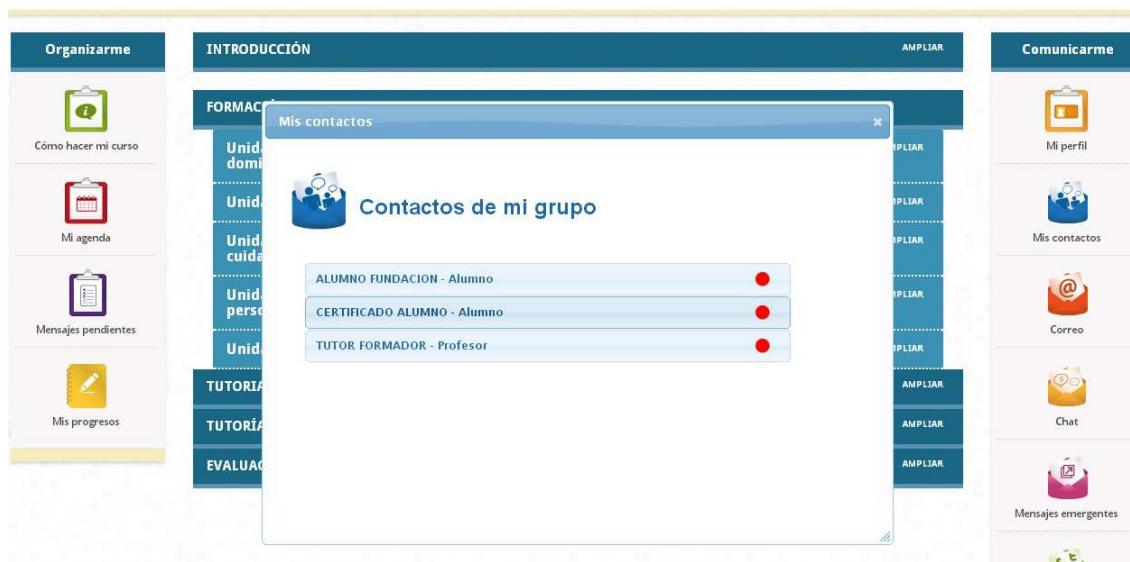 Organizarme
Cómo hacer mi curso
Mi agenda
Mensajes pendientes
Mis progresos
INTRODUCCIÓN AMPLIAR
Mis contactos
Contactos de mi grupo
ALUMNO FUNDACION - Alumno
CERTIFICADO ALUMNO - Alumno
TUTOR FORMADOR - Profesor
AMPLIAR
AMPLIAR
AMPLIAR
Comunicarme
Mi perfil
Mis contactos
Correo
Chat
Mensajes emergentes